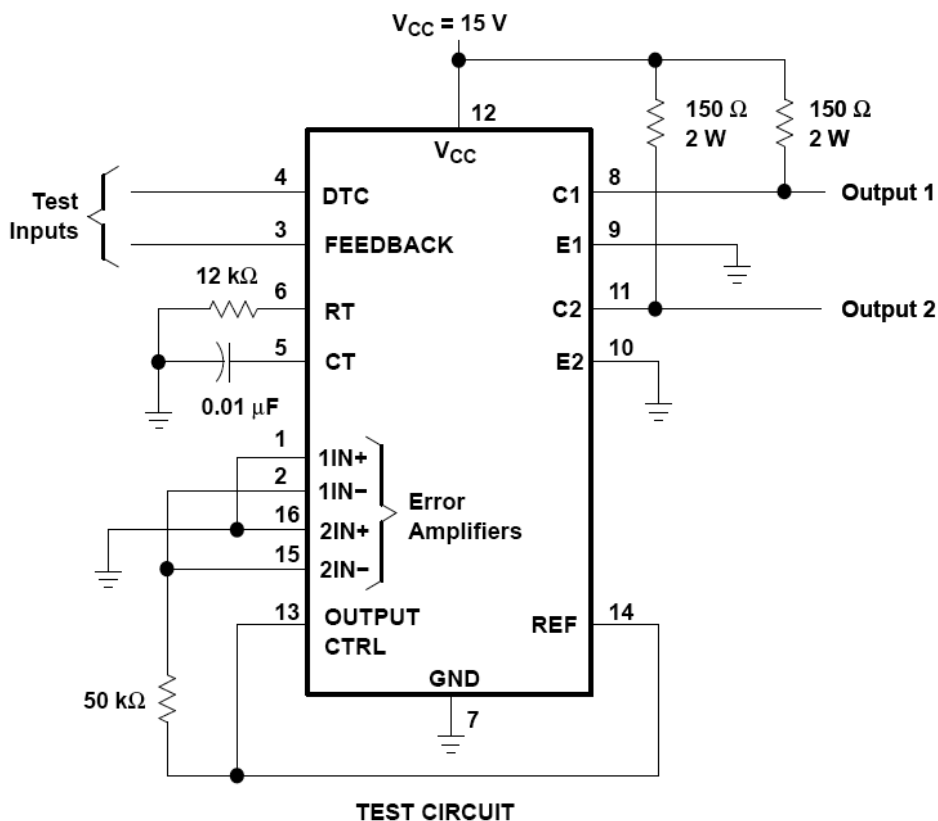 VCC = 15 V
12
VCC
150 Ω
2 W
150 Ω
2 W
Test
Inputs
4
DTC
3
FEEDBACK
12 kΩ
6
RT
5
CT
0.01 μF
C1
8
Output 1
E1
9
C2
11
Output 2
E2
10
1
1IN+
2
1IN−
16
2IN+
15
2IN−
Error
Amplifiers
13
OUTPUT
CTRL
REF
14
GND
7
50 kΩ
TEST CIRCUIT